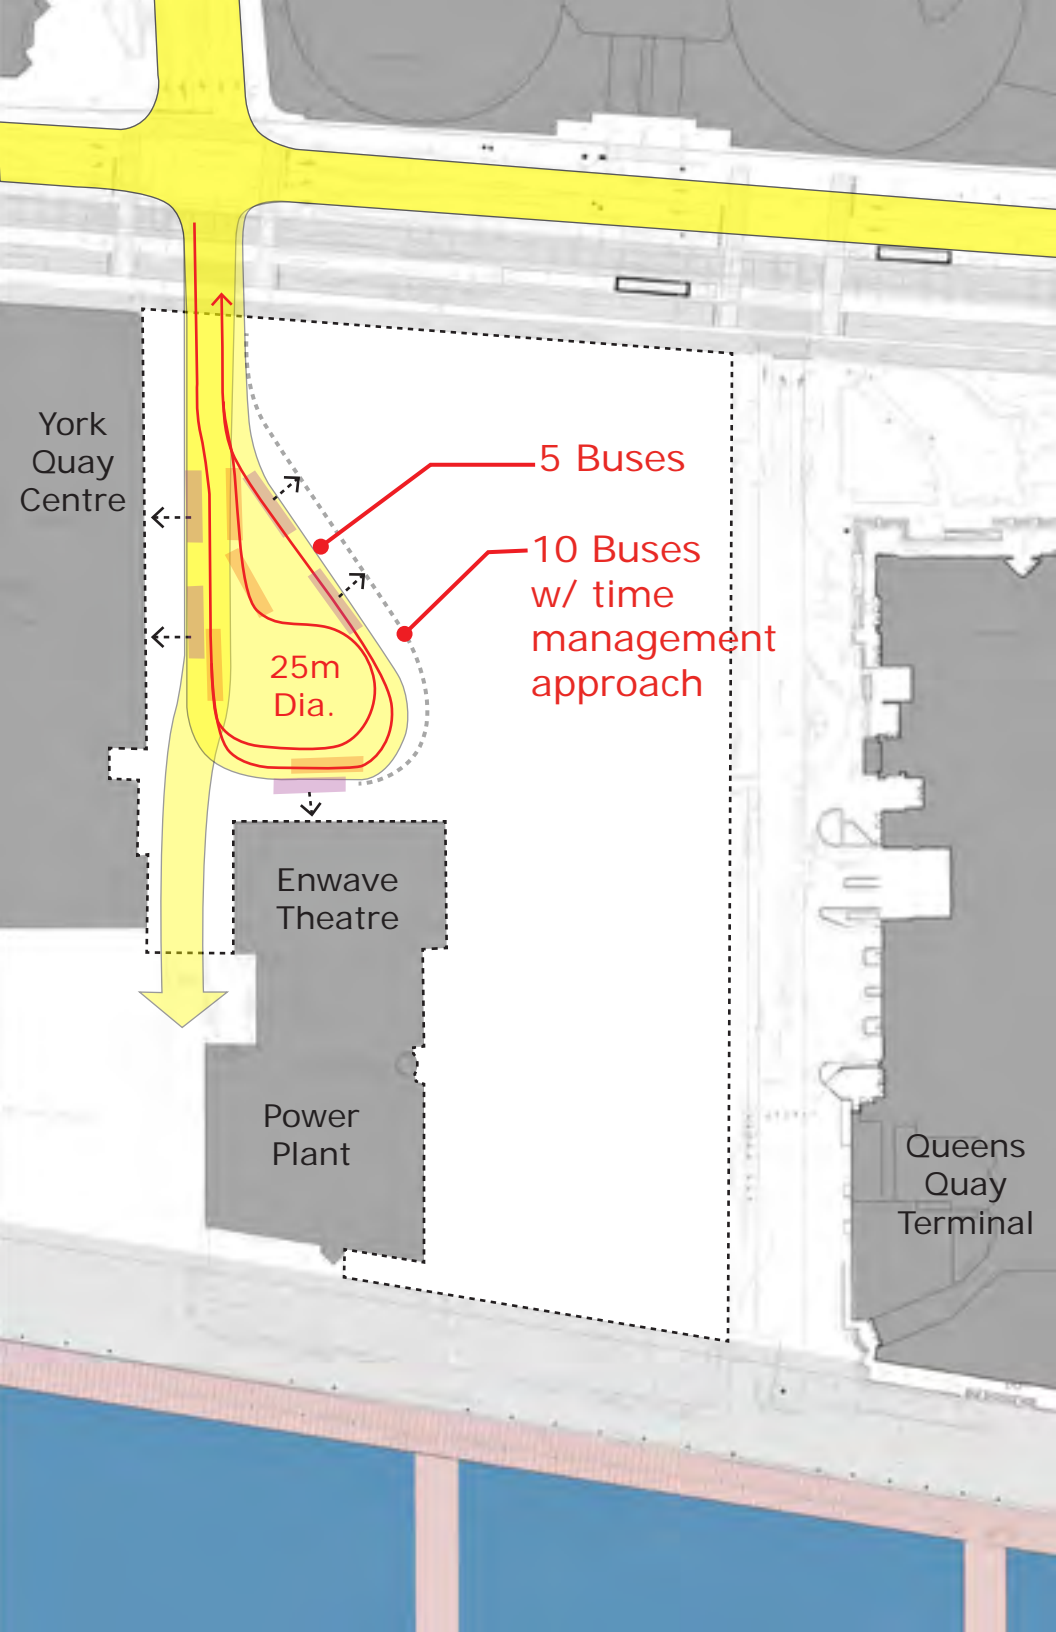 York
Quay
Centre
5 Buses
10 Buses
w/ time
management
approach
25m
Dia.
Enwave
Theatre
Power
Plant
Queens
Quay
Terminal